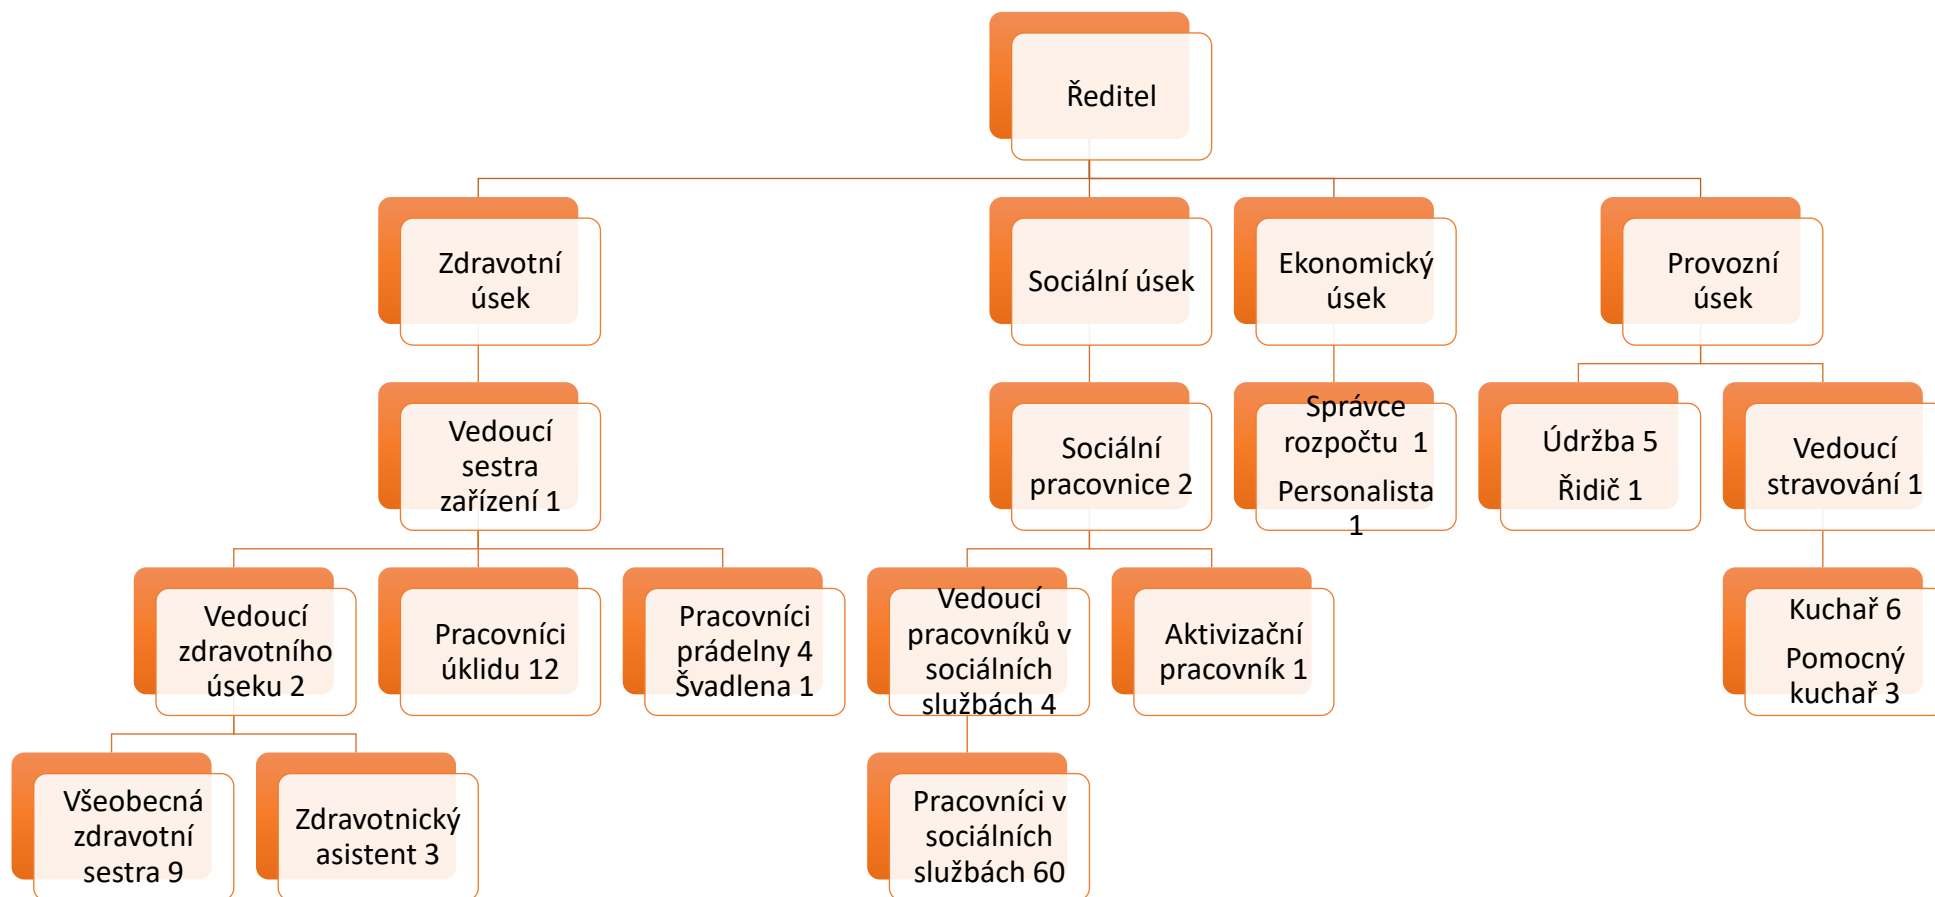 Ředitel
Zdravotní
úsek
Sociální úsek
Ekonomický
úsek
Provozní
úsek
Vedoucí
sestra
zařízení 1
Sociální
pracovnice 2
Správce
rozpočtu  1
Personalista
1
Údržba 5
Řidič 1
Vedoucí
stravování 1
Vedoucí
zdravotního
úseku 2
Pracovníci
úklidu 12
Pracovníci
prádelny 4
Švadlena 1
Vedoucí
pracovníků v
sociálních
službách 4
Aktivizační
pracovník 1
Kuchař 6
Pomocný
kuchař 3
Všeobecná
zdravotní
sestra 9
Zdravotnický
asistent 3
Pracovníci v
sociálních
službách 60